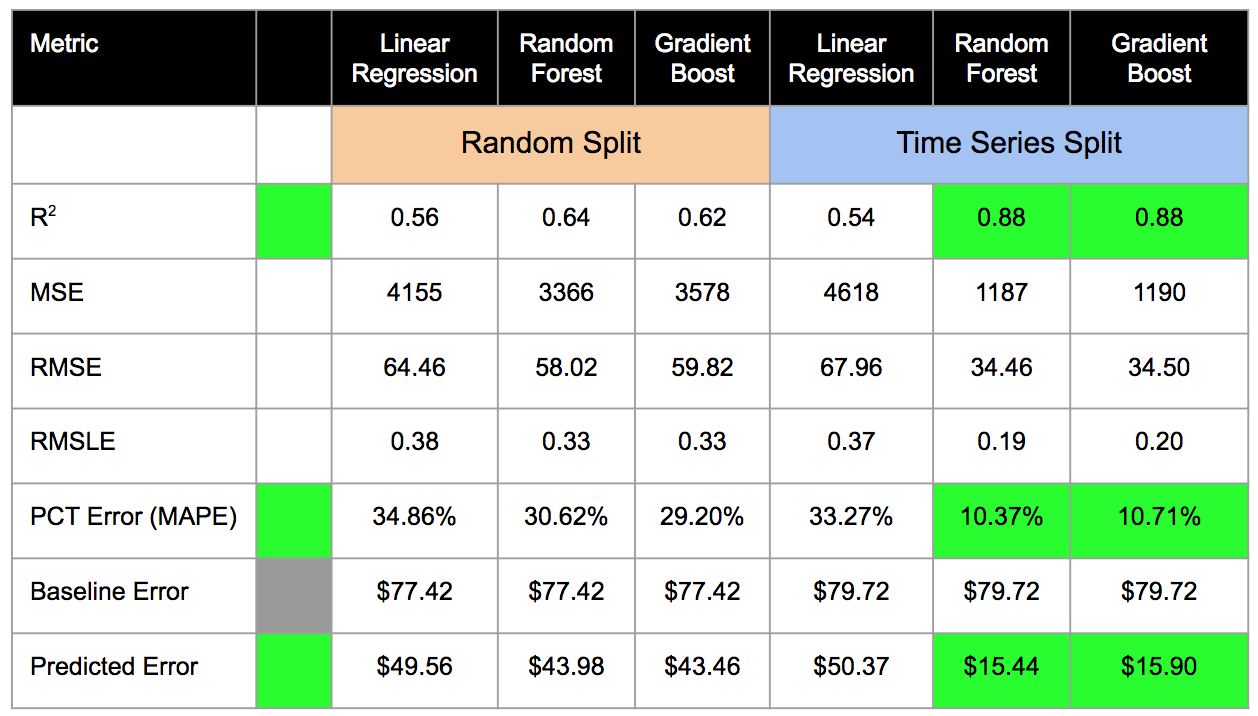 Metric Linear Regression Random Forest Gradient Boost Linear Regression Random Forest Gradient Boost
Random Split Time Series Split
R² 0.56 0.64 0.62 0.54 0.88 0.88
MSE 4155 3366 3578 4618 1187 1190
RMSE 64.46 58.02 59.82 67.96 34.46 34.50
RMSLE 0.38 0.33 0.33 0.37 0.19 0.20
PCT Error (MAPE) 34.86% 30.62% 29.20% 33.27% 10.37% 10.71%
Baseline Error $77.42 $77.42 $77.42 $79.72 $79.72 $79.72
Predicted Error $49.56 $43.98 $43.46 $50.37 $15.44 $15.90